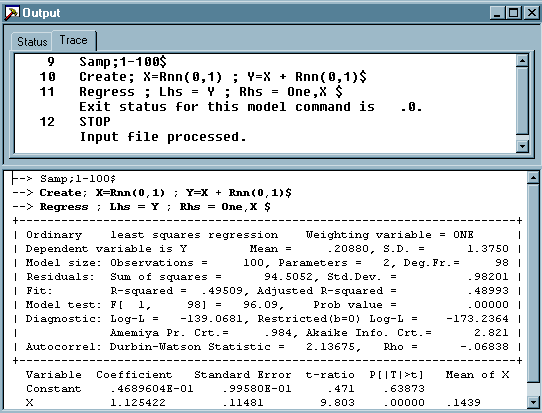 Output
Status Trace
9 Samp;1-100$
10 Create; X=Rnn(0,1) ; Y=X + Rnn(0,1)$
11 Regress ; Lhs = Y ; Rhs = One,X $
Exit status for this model command is .0.
12 STOP
Input file processed.
--> Samp;1-100$
--> Create; X=Rnn(0,1) ; Y=X + Rnn(0,1)$
--> Regress ; Lhs = Y ; Rhs = One,X $
+-----------------------------------------------------------------------+
| Ordinary least squares regression Weighting variable = ONE |
| Dependent variable is Y Mean = .20880, S.D. = 1.3750 |
| Model size: Observations = 100, Parameters = 2, Deg.Fr.= 98 |
| Residuals: Sum of squares = 94.5052, Std.Dev. = .98201 |
| Fit: R-squared = .49509, Adjusted R-squared = .48993 |
| Model test: F[ 1, 98] = 96.09, Prob value = .00000 |
| Diagnostic: Log-L = -139.0681, Restricted(b=0) Log-L = -173.2364 |
| Amemiya Pr. Crt.= .984, Akaike Info. Crt.= 2.821 |
| Autocorrel: Durbin-Watson Statistic = 2.13675, Rho = -.06838 |
+-----------------------------------------------------------------------+
Variable Coefficient Standard Error t-ratio P[|T|>t] Mean of X
Constant .4689604E-01 .99580E-01 .471 .63873
X 1.125422 .11481 9.803 .00000 .1439